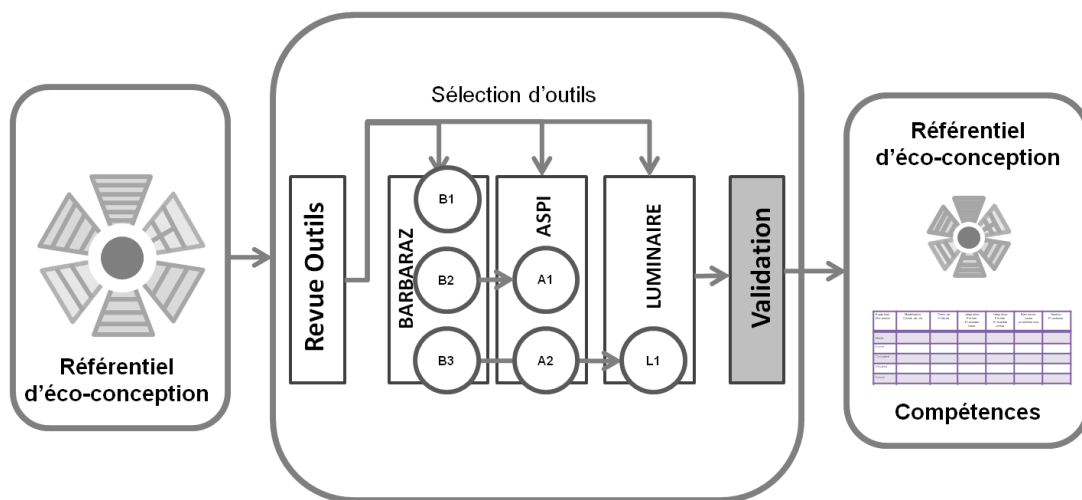 Référentiel
d'éco-conception
Sélection d'outils
Revue Outils
BARBARAZ
B1
B2
B3
ASPI
A1
A2
LUMINAIRE
L1
Validation
Référentiel
d'éco-conception
Compétences